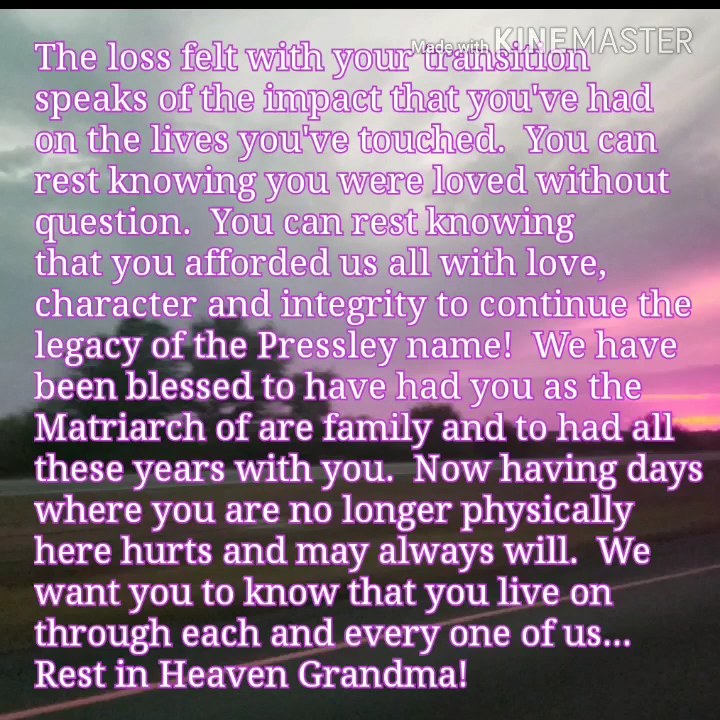 Made with KINEMASTER
The loss felt with your transition
speaks of the impact that you've had
on the lives you've touched.  You can
rest knowing you were loved without
question.  You can rest knowing
that you afforded us all with love,
character and integrity to continue the
legacy of the Pressley name!  We have
been blessed to have had you as the
Matriarch of are family and to had all
these years with you.  Now having days
where you are no longer physically
here hurts and may always will.  We
want you to know that you live on
through each and every one of us...
Rest in Heaven Grandma!